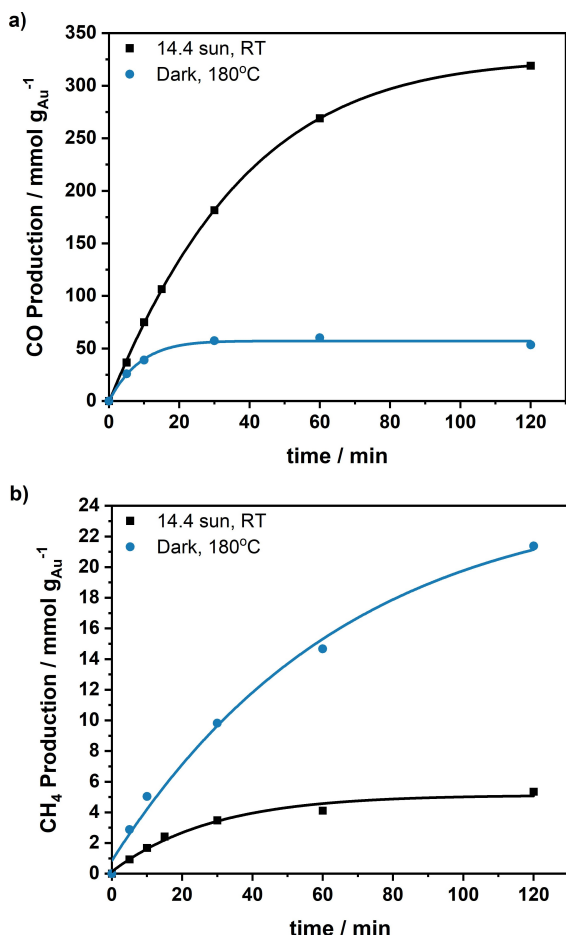 a)
350
300
250
200
150
100
50
0
CO Production / mmol g_Au^-1
14.4 sun, RT
Dark, 180°C
0 20 40 60 80 100 120
time / min
b)
24
22
20
18
16
14
12
10
8
6
4
2
0
CH₄ Production / mmol g_Au^-1
14.4 sun, RT
Dark, 180°C
0 20 40 60 80 100 120
time / min